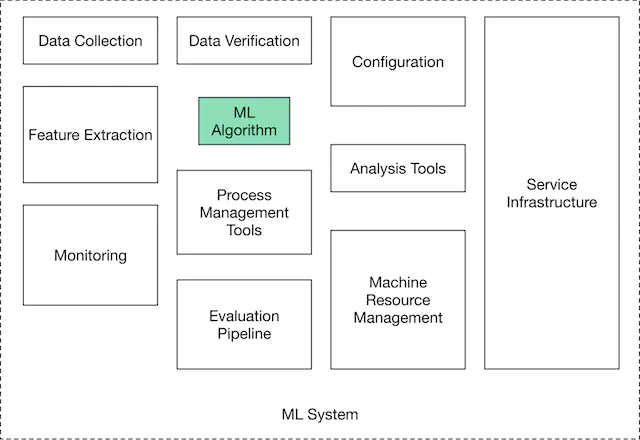 Data Collection
Data Verification
Configuration
Feature Extraction
ML
Algorithm
Analysis Tools
Service
Infrastructure
Process
Management
Tools
Monitoring
Machine
Resource
Management
Evaluation
Pipeline
ML System